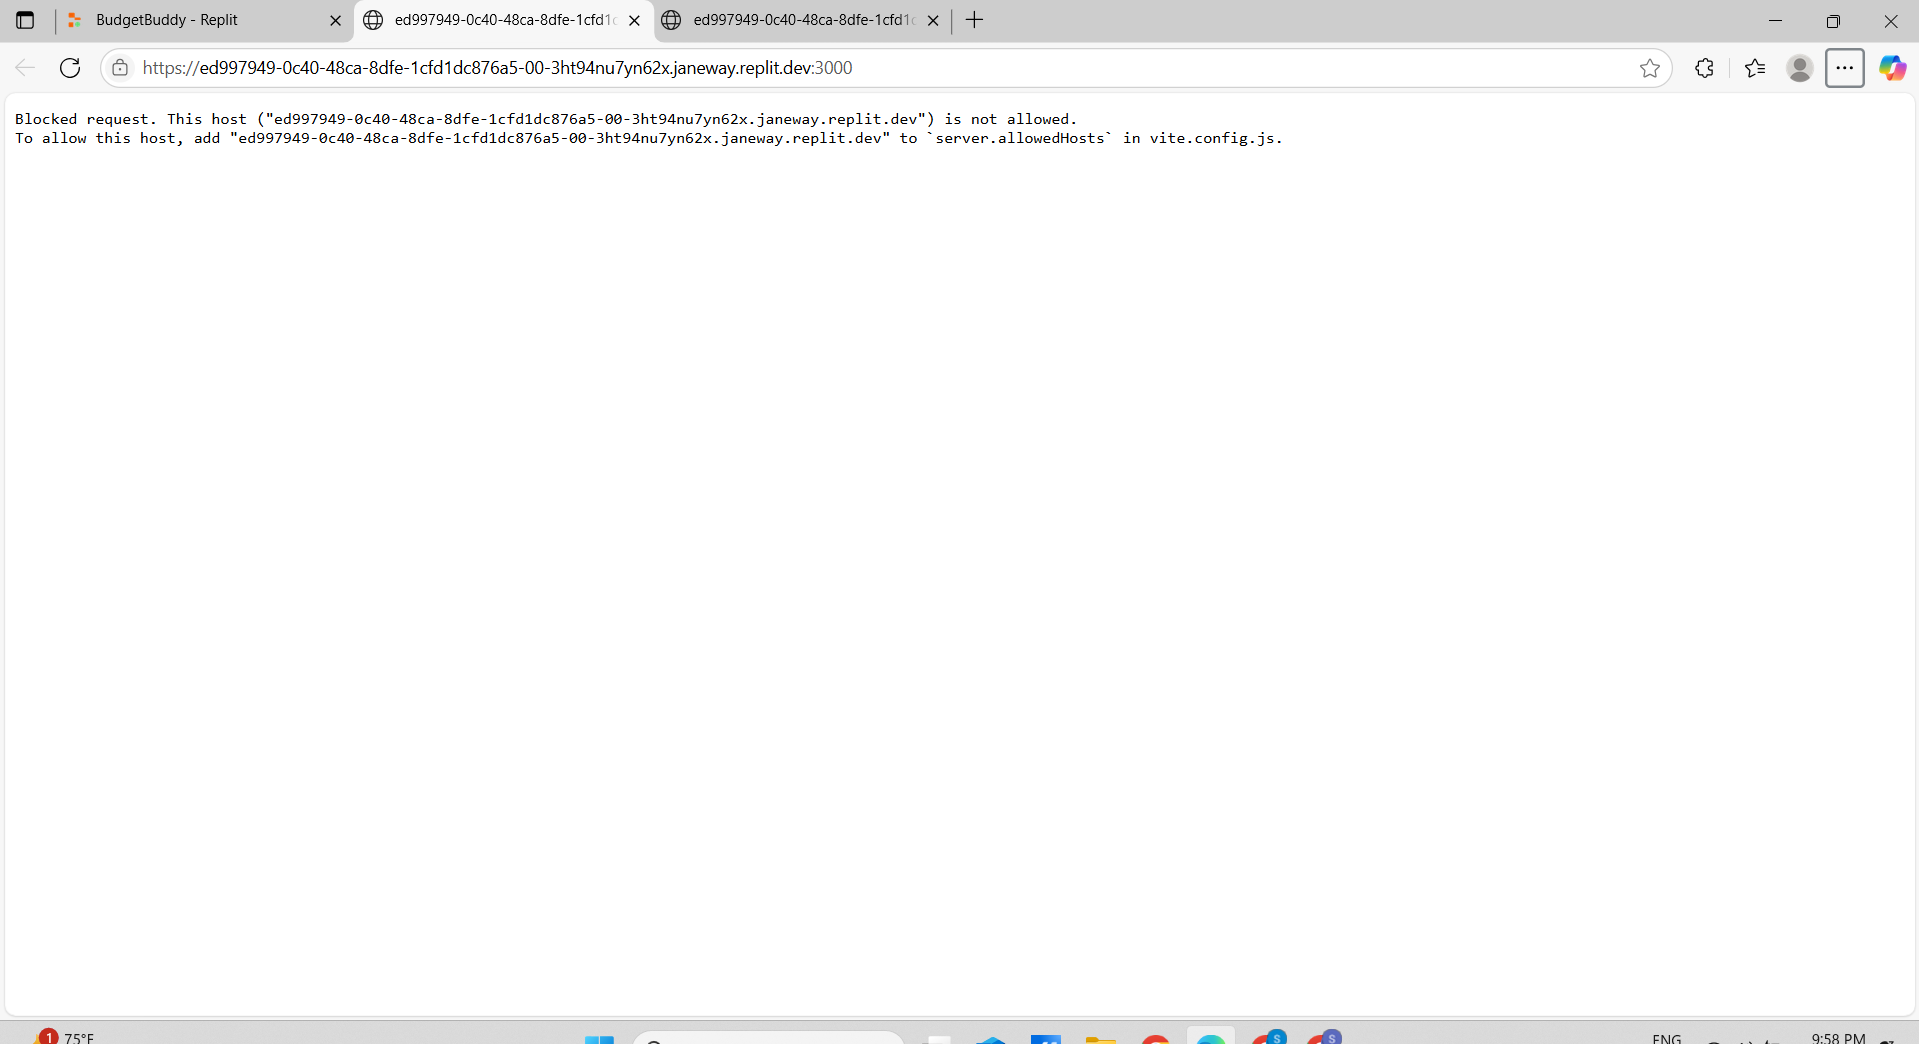 BudgetBuddy - Replit
ed997949-0c40-48ca-8dfe-1cfd1c
ed997949-0c40-48ca-8dfe-1cfd1c
https://ed997949-0c40-48ca-8dfe-1cfd1dc876a5-00-3ht94nu7yn62x.janeway.replit.dev:3000
Blocked request. This host ("ed997949-0c40-48ca-8dfe-1cfd1dc876a5-00-3ht94nu7yn62x.janeway.replit.dev") is not allowed.
To allow this host, add "ed997949-0c40-48ca-8dfe-1cfd1dc876a5-00-3ht94nu7yn62x.janeway.replit.dev" to `server.allowedHosts` in vite.config.js.
1
75°F
S
S
ENG
9:58 PM